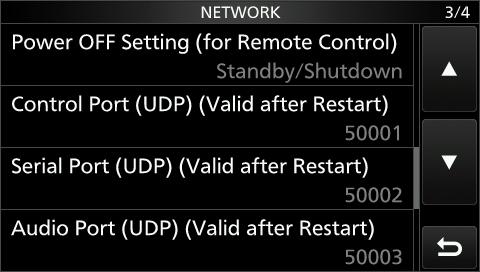 NETWORK 3/4
Power OFF Setting (for Remote Control)
Standby/Shutdown
Control Port (UDP) (Valid after Restart)
50001
Serial Port (UDP) (Valid after Restart)
50002
Audio Port (UDP) (Valid after Restart)
50003